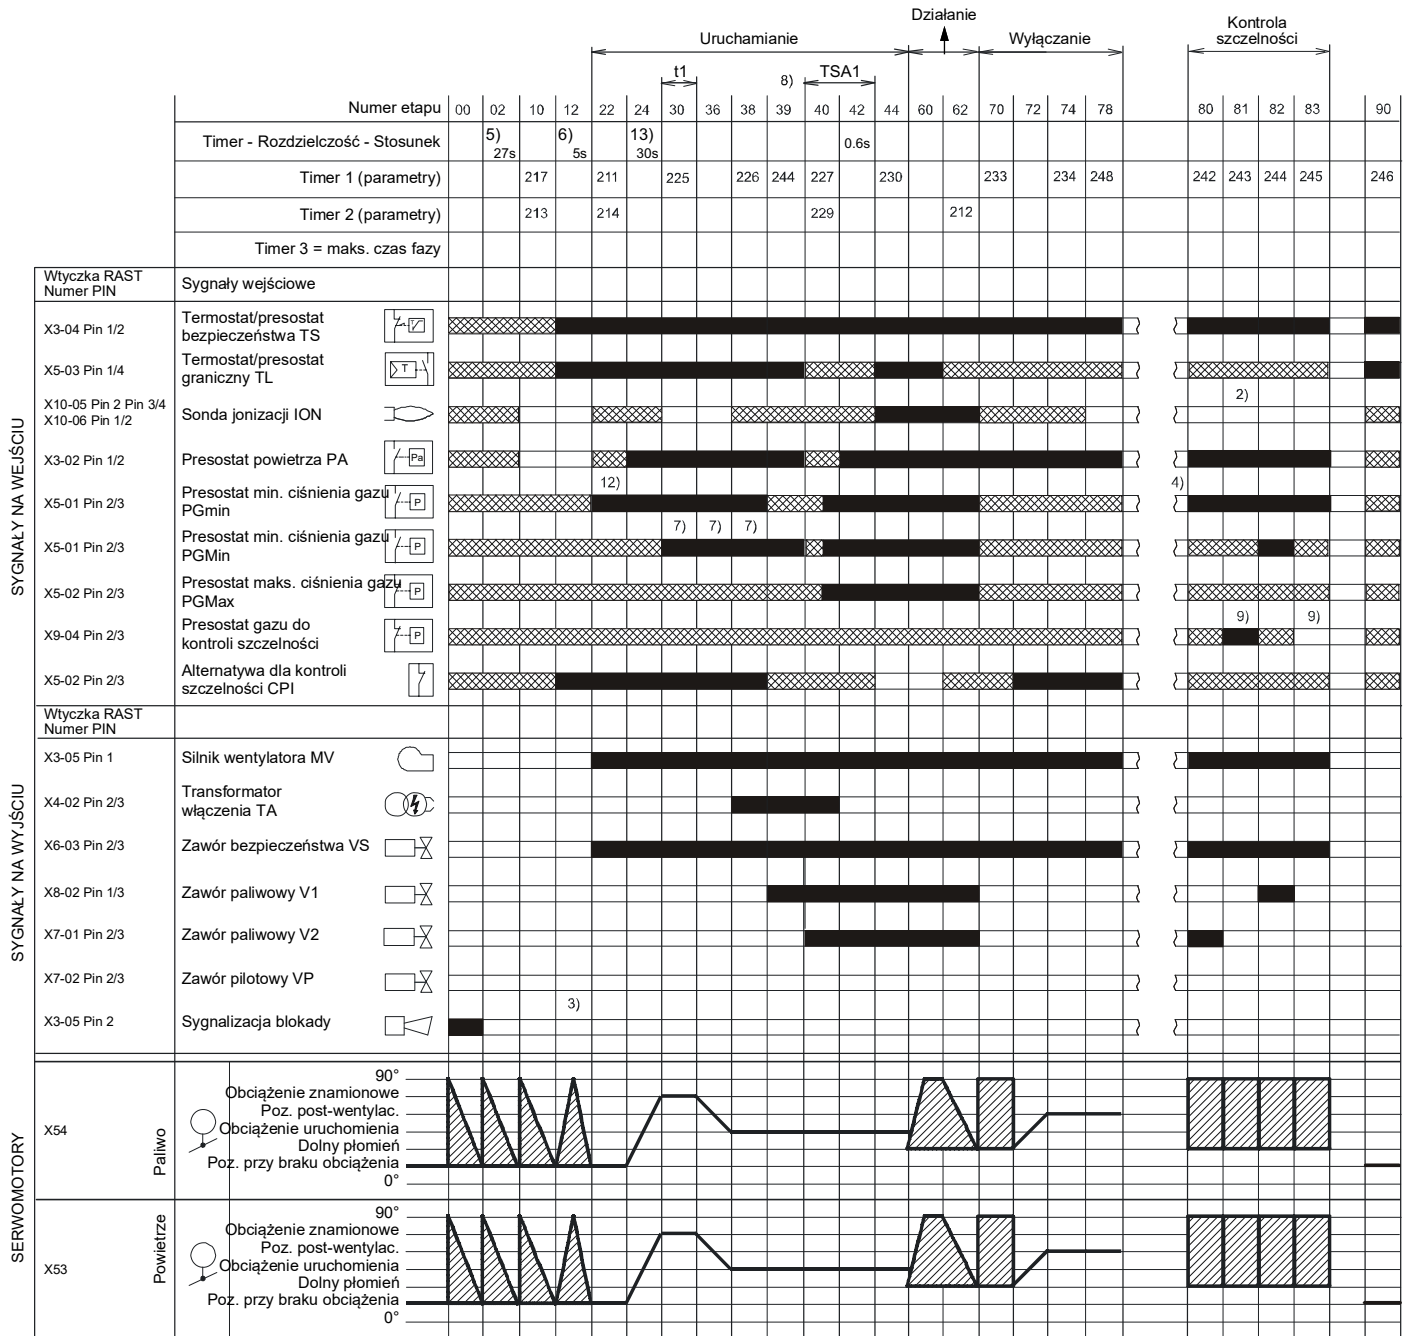 Działanie
Uruchamianie
Wyłączanie
Kontrola
szczelności
t1
8)
TSA1
Numer etapu 00 02 10 12 22 24 30 36 38 39 40 42 44 60 62 70 72 74 78 80 81 82 83 90
Timer - Rozdzielczość - Stosunek 5) 27s 6) 5s 13) 30s 0.6s
Timer 1 (parametry) 217 211 225 226 244 227 230 233 234 248 242 243 244 245 246
Timer 2 (parametry) 213 214 229 212
Timer 3 = maks. czas fazy
Wtyczka RAST
Numer PIN
Sygnały wejściowe
SYGNAŁY NA WEJŚCIU
X3-04 Pin 1/2
Termostat/presostat
bezpieczeństwa TS
X5-03 Pin 1/4
Termostat/presostat
graniczny TL
T
X10-05 Pin 2 Pin 3/4
X10-06 Pin 1/2
Sonda jonizacji ION
2)
X3-02 Pin 1/2
Presostat powietrza PA
Pa
12)
4)
X5-01 Pin 2/3
Presostat min. ciśnienia gazu
PGmin
P
7) 7) 7)
X5-01 Pin 2/3
Presostat min. ciśnienia gazu
PGMin
P
X5-02 Pin 2/3
Presostat maks. ciśnienia gazu
PGMax
P
9) 9)
X9-04 Pin 2/3
Presostat gazu do
kontroli szczelności
P
X5-02 Pin 2/3
Alternatywa dla kontroli
szczelności CPI
Wtyczka RAST
Numer PIN
SYGNAŁY NA WYJŚCIU
X3-05 Pin 1
Silnik wentylatora MV
X4-02 Pin 2/3
Transformator
włączenia TA
X6-03 Pin 2/3
Zawór bezpieczeństwa VS
X8-02 Pin 1/3
Zawór paliwowy V1
X7-01 Pin 2/3
Zawór paliwowy V2
X7-02 Pin 2/3
Zawór pilotowy VP
3)
X3-05 Pin 2
Sygnalizacja blokady
SERWOMOTORY
X54
Paliwo
90°
Obciążenie znamionowe
Poz. post-wentylac.
Obciążenie uruchomienia
Dolny płomień
Poz. przy braku obciążenia
0°
X53
Powietrze
90°
Obciążenie znamionowe
Poz. post-wentylac.
Obciążenie uruchomienia
Dolny płomień
Poz. przy braku obciążenia
0°